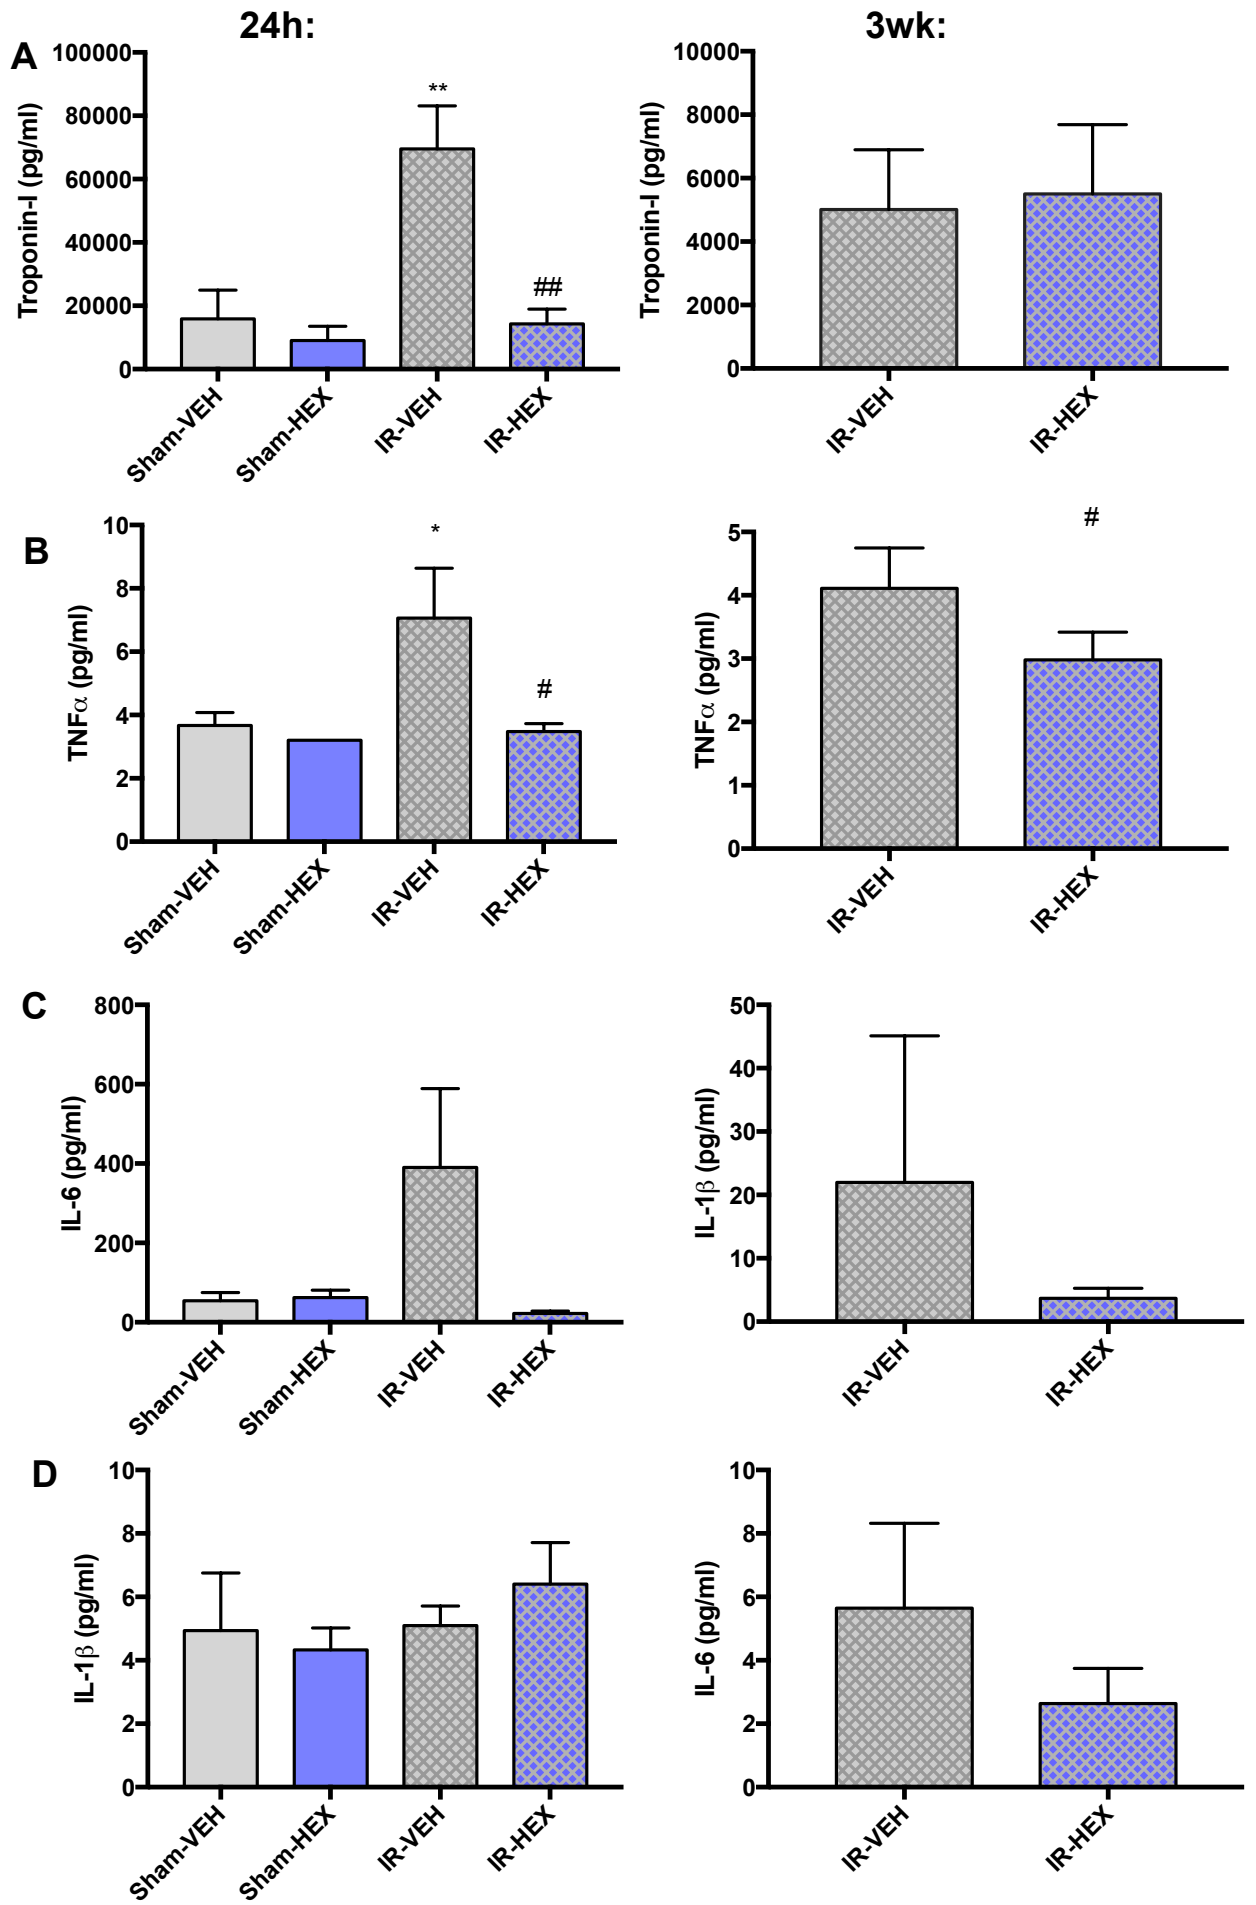 24h:
3wk:
A
Troponin-I (pg/ml)
100000
80000
60000
40000
20000
0
**
##
Sham-VEH
Sham-HEX
IR-VEH
IR-HEX
Troponin-I (pg/ml)
10000
8000
6000
4000
2000
0
IR-VEH
IR-HEX
B
TNFα (pg/ml)
10
8
6
4
2
0
*
#
Sham-VEH
Sham-HEX
IR-VEH
IR-HEX
TNFα (pg/ml)
5
4
3
2
1
0
#
IR-VEH
IR-HEX
C
IL-6 (pg/ml)
800
600
400
200
0
Sham-VEH
Sham-HEX
IR-VEH
IR-HEX
IL-1β (pg/ml)
50
40
30
20
10
0
IR-VEH
IR-HEX
D
IL-1β (pg/ml)
10
8
6
4
2
0
Sham-VEH
Sham-HEX
IR-VEH
IR-HEX
IL-6 (pg/ml)
10
8
6
4
2
0
IR-VEH
IR-HEX